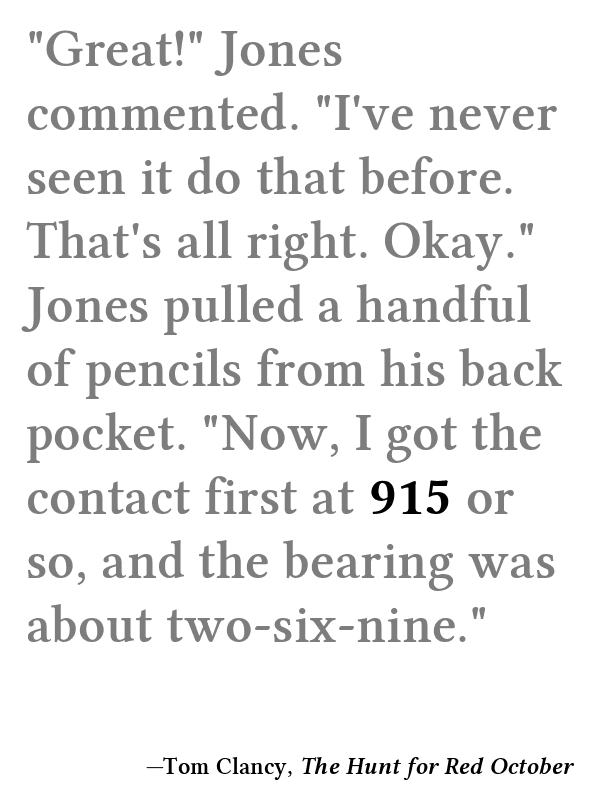 "Great!" Jones
commented. "I've never
seen it do that before.
That's all right. Okay."
Jones pulled a handful
of pencils from his back
pocket. "Now, I got the
contact first at 915 or
so, and the bearing was
about two-six-nine."
—Tom Clancy, The Hunt for Red October